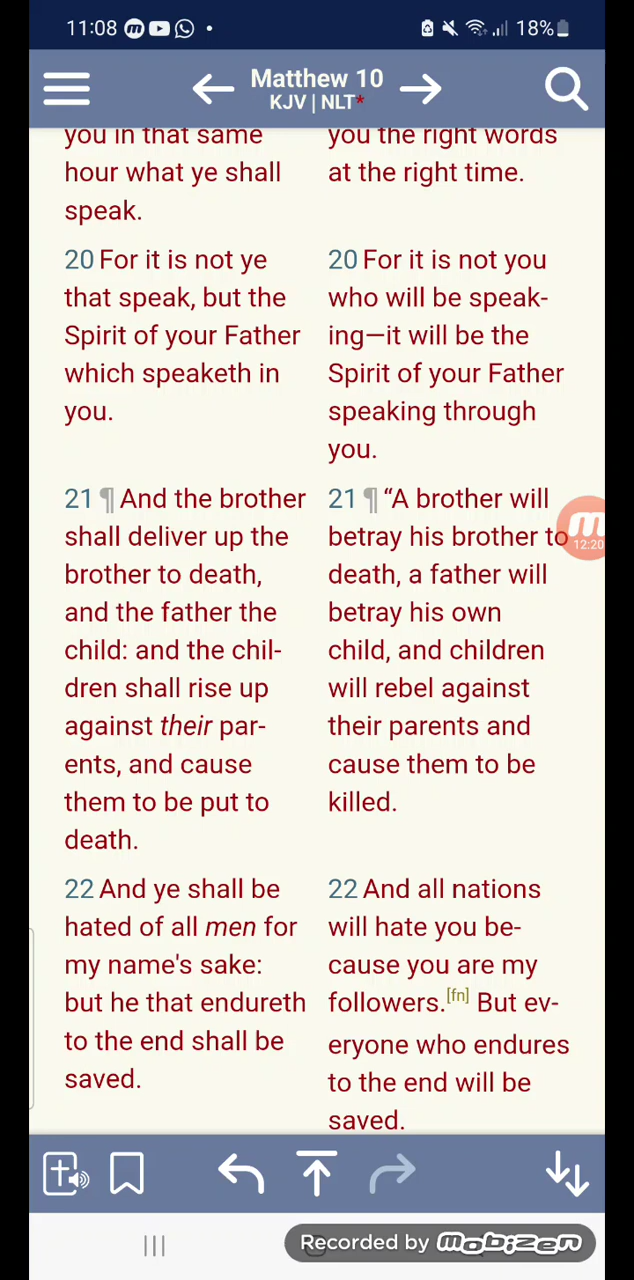 11:08
18%
Matthew 10
KJV | NLT*
you in that same
hour what ye shall
speak.
20 For it is not ye
that speak, but the
Spirit of your Father
which speaketh in
you.
21 ¶ And the brother
shall deliver up the
brother to death,
and the father the
child: and the chil-
dren shall rise up
against their par-
ents, and cause
them to be put to
death.
22 And ye shall be
hated of all men for
my name's sake:
but he that endureth
to the end shall be
saved.
you the right words
at the right time.
20 For it is not you
who will be speak-
ing—it will be the
Spirit of your Father
speaking through
you.
21 ¶ “A brother will
betray his brother to
death, a father will
betray his own
child, and children
will rebel against
their parents and
cause them to be
killed.
22 And all nations
will hate you be-
cause you are my
followers.[fn] But ev-
eryone who endures
to the end will be
saved.
m
12:20
Recorded by mobizen